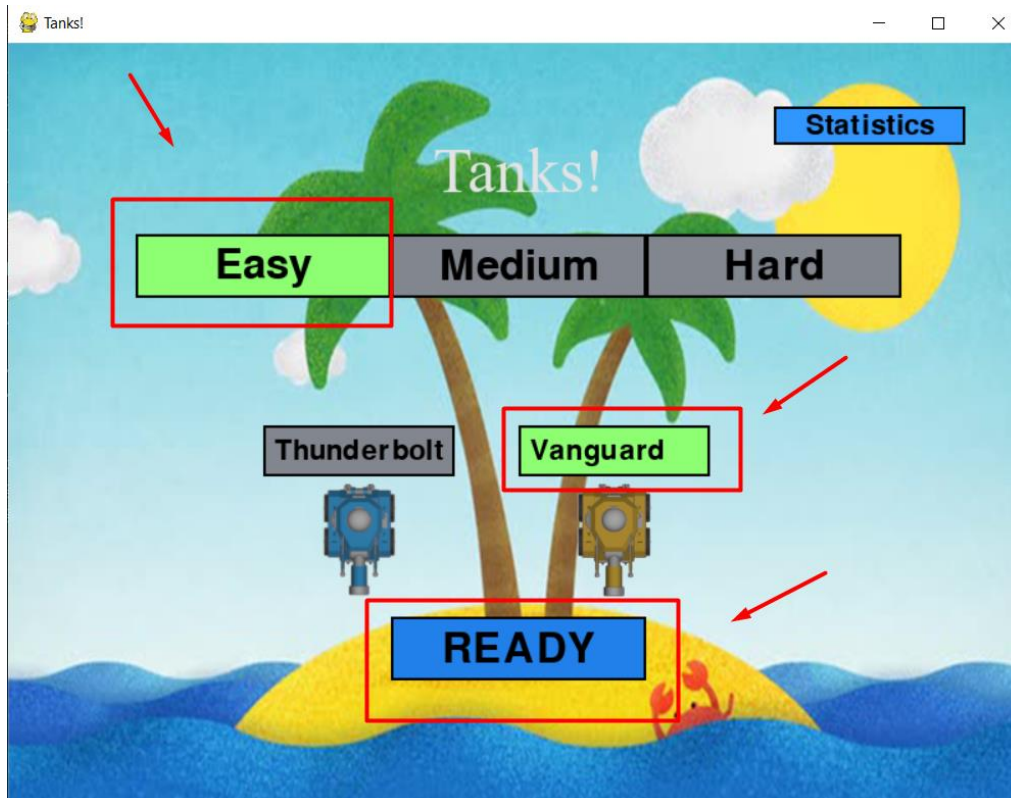 Tanks!
Statistics
Tanks!
Easy Medium Hard
Thunderbolt Vanguard
READY